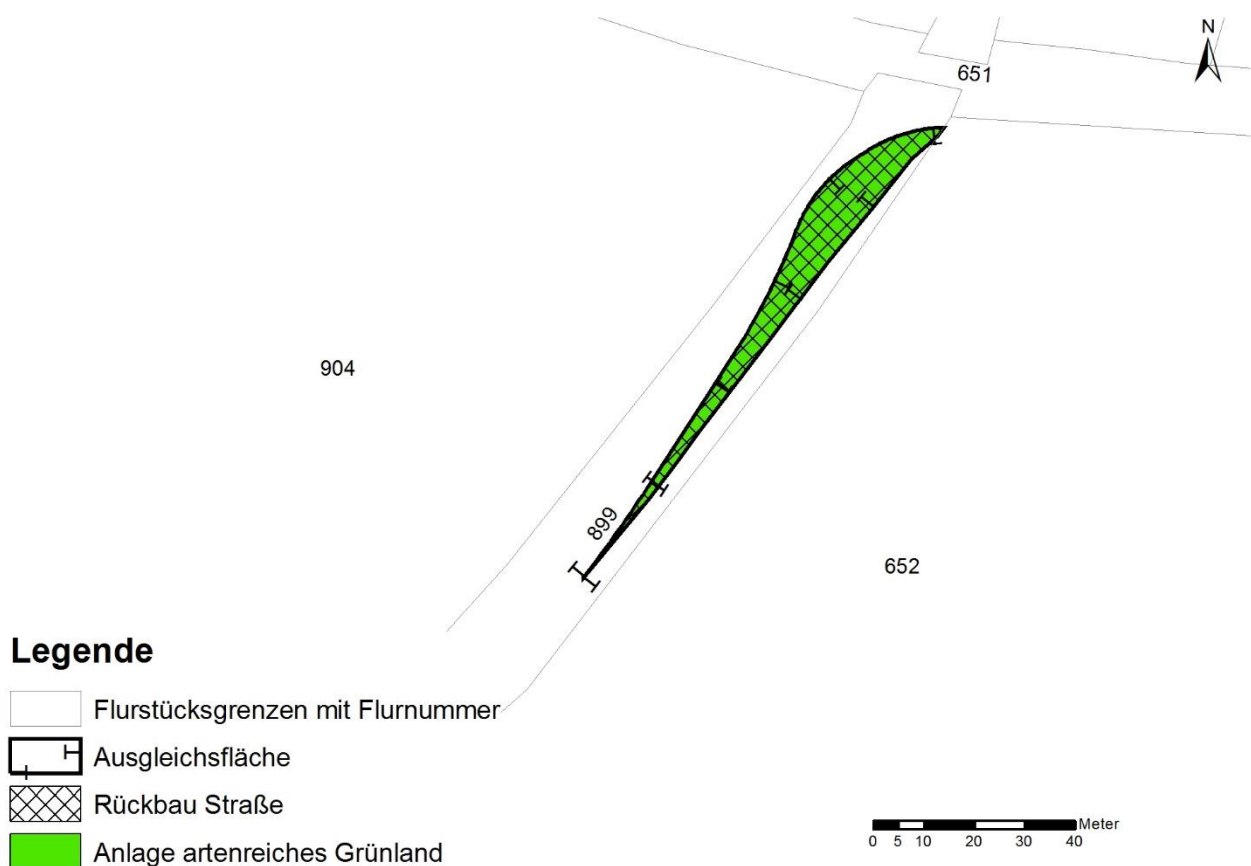 N
651
904
899
652
Legende
Flurstücksgrenzen mit Flurnummer
Ausgleichsfläche
Rückbau Straße
Anlage artenreiches Grünland
Meter
0 5 10 20 30 40